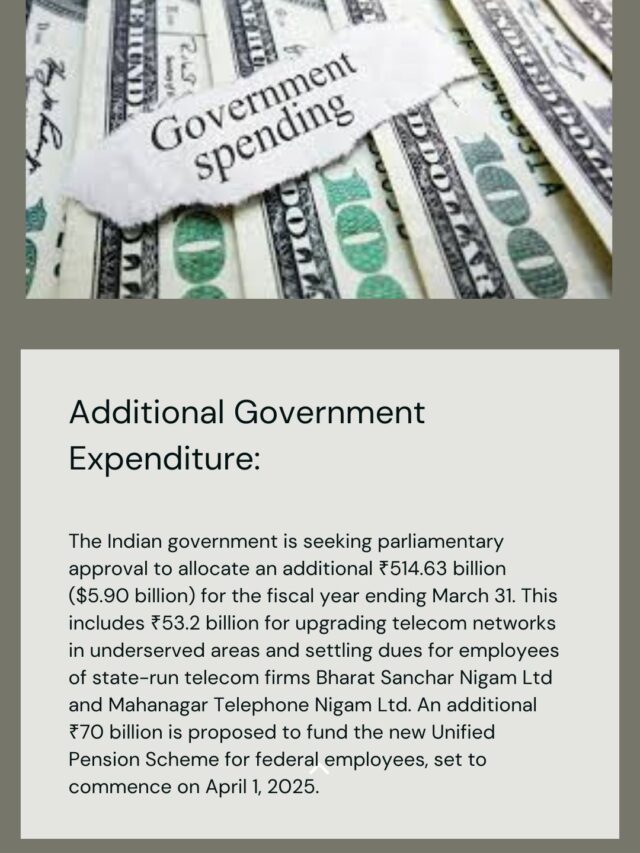 Government
spending
Additional Government
Expenditure:
The Indian government is seeking parliamentary
approval to allocate an additional ₹514.63 billion
($5.90 billion) for the fiscal year ending March 31. This
includes ₹53.2 billion for upgrading telecom networks
in underserved areas and settling dues for employees
of state-run telecom firms Bharat Sanchar Nigam Ltd
and Mahanagar Telephone Nigam Ltd. An additional
₹70 billion is proposed to fund the new Unified
Pension Scheme for federal employees, set to
commence on April 1, 2025.